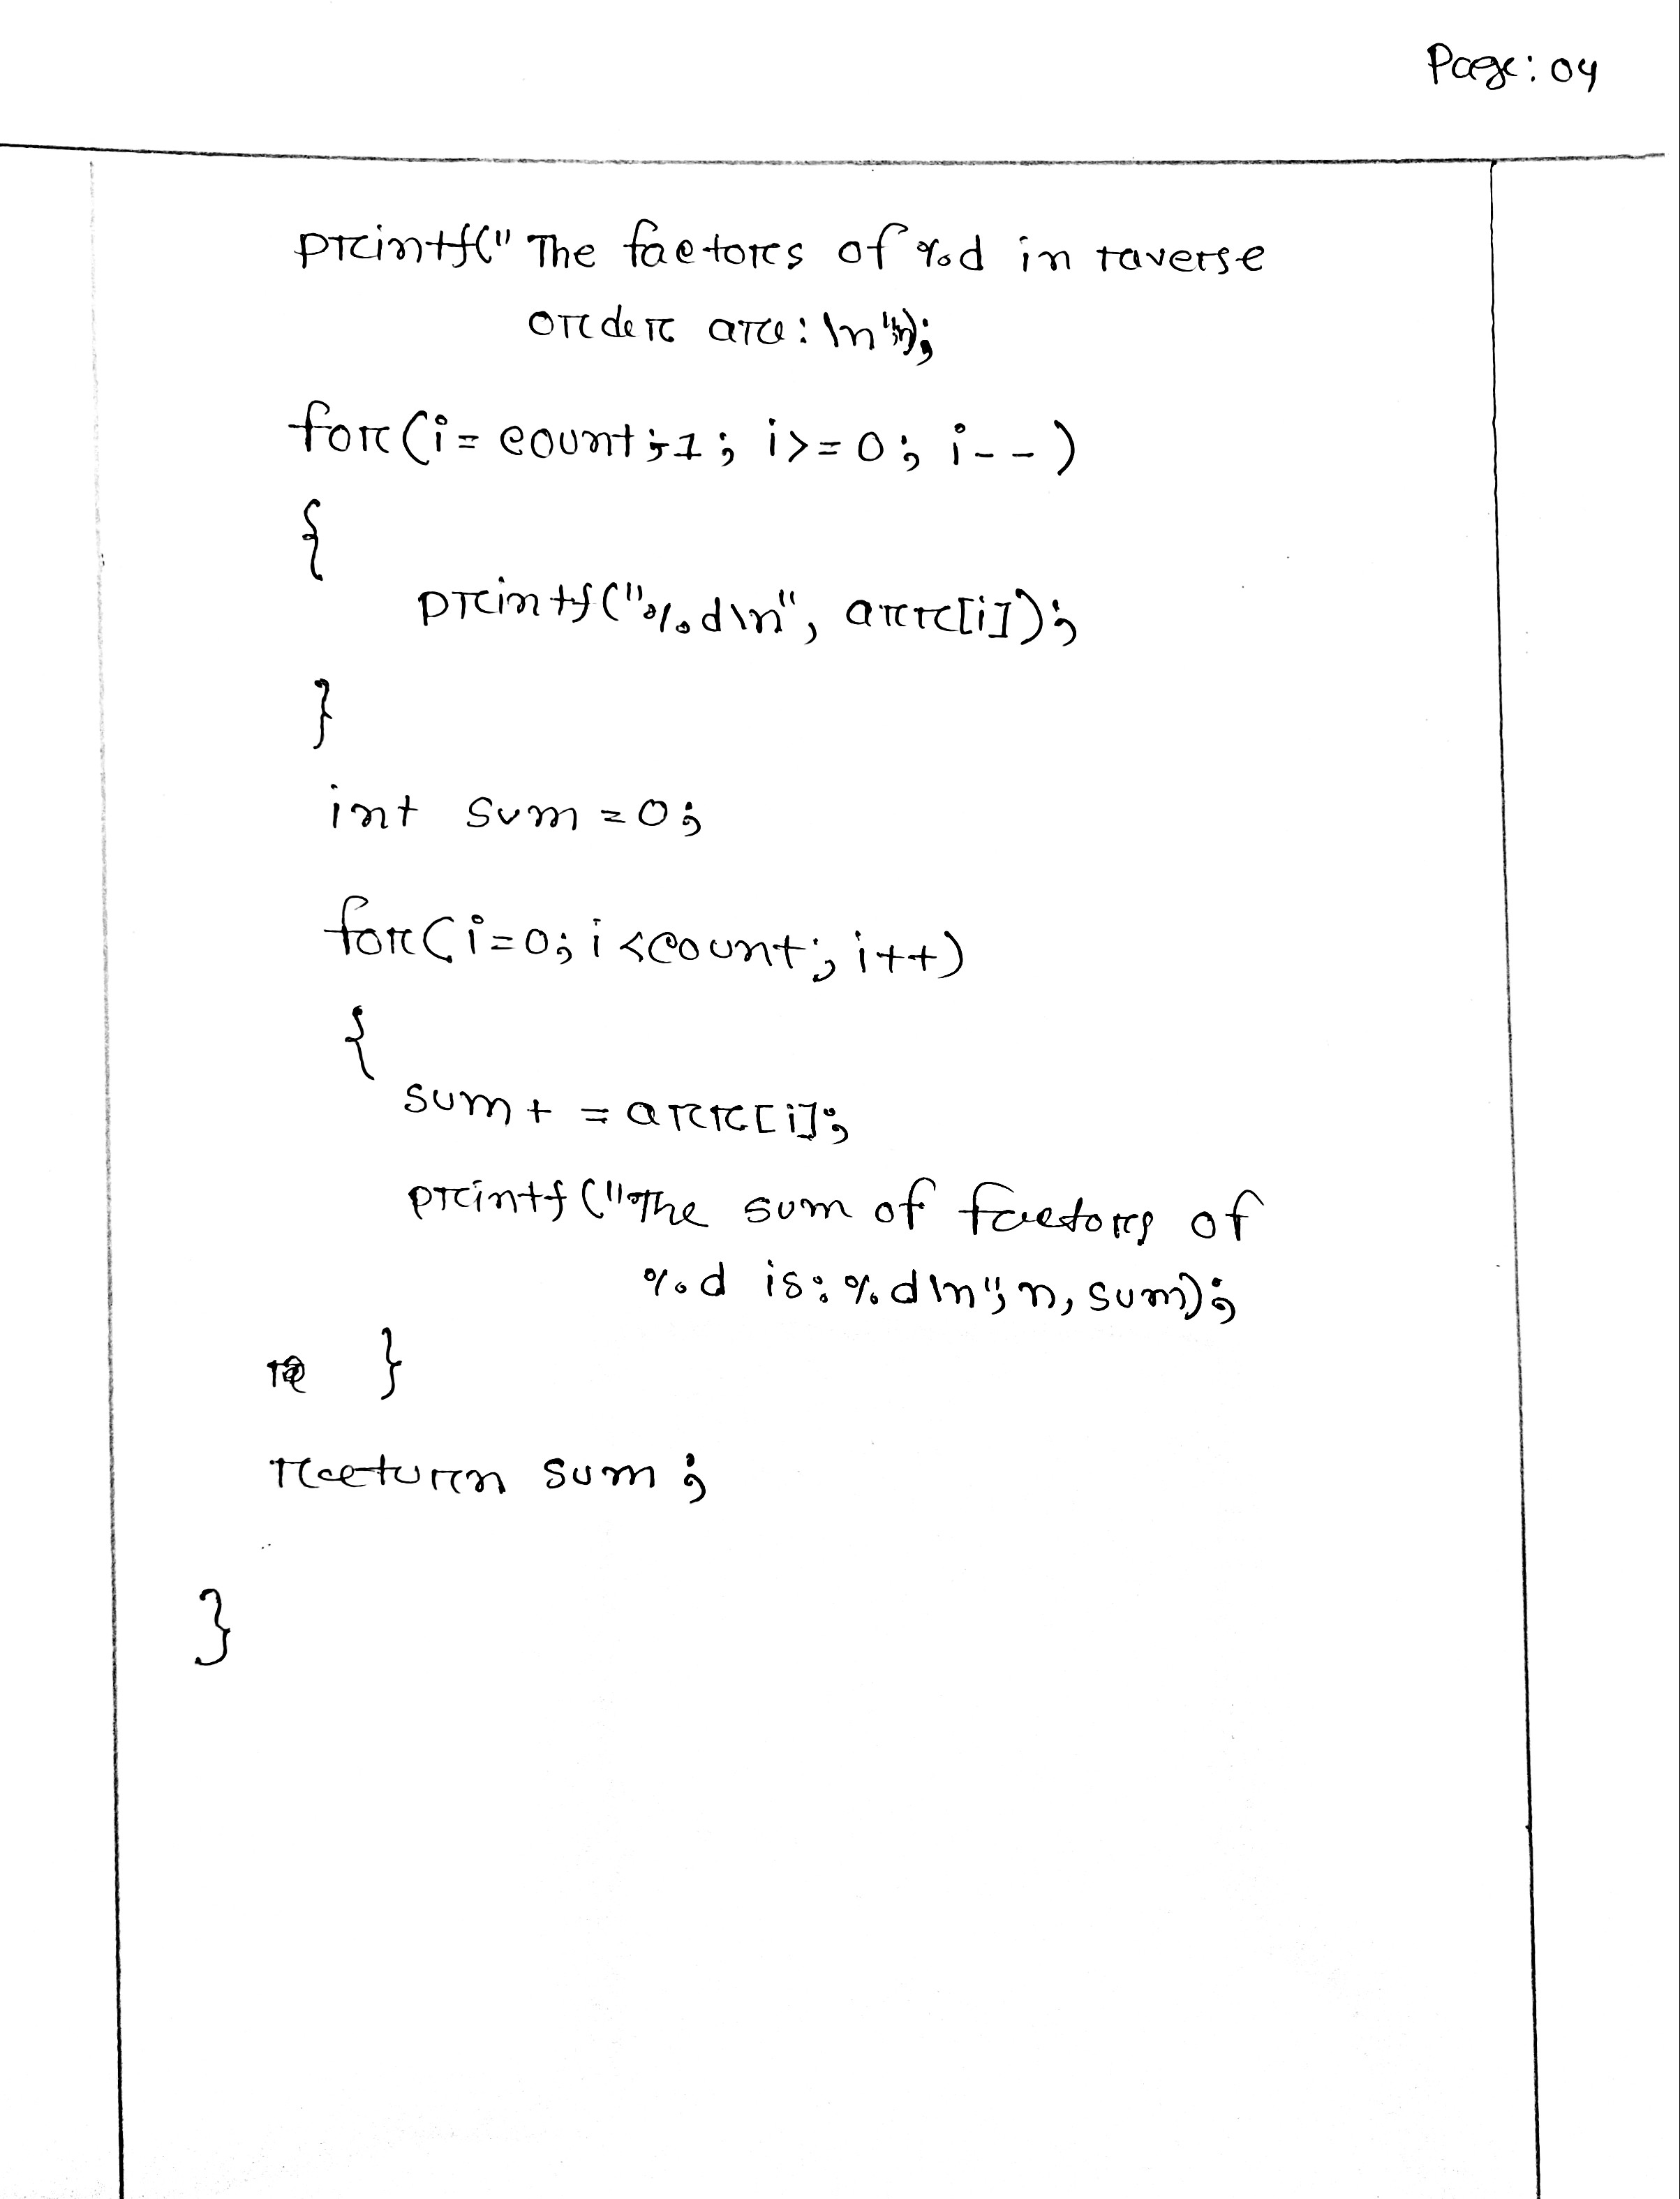 Page: 04
printf(" The factors of %d in raverse
order are: \n");
for(i = count;1; i>=0; i--)
{
printf("%d\n", arr[i]);
}
int sum = 0;
for(i=0; i<count; i++)
{
sum + = arr[i];
printf("The sum of factors of
%d is: %d\n", n, sum);
}
return sum;
}